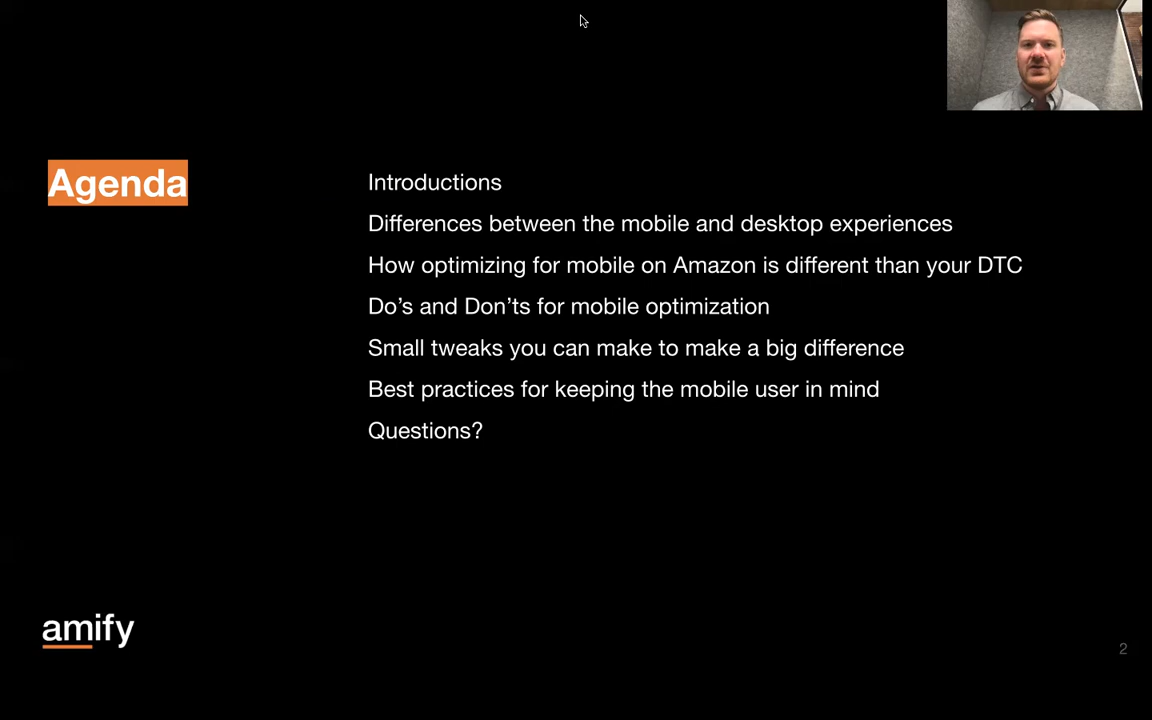 Agenda
Introductions
Differences between the mobile and desktop experiences
How optimizing for mobile on Amazon is different than your DTC
Do’s and Don’ts for mobile optimization
Small tweaks you can make to make a big difference
Best practices for keeping the mobile user in mind
Questions?
amify
2